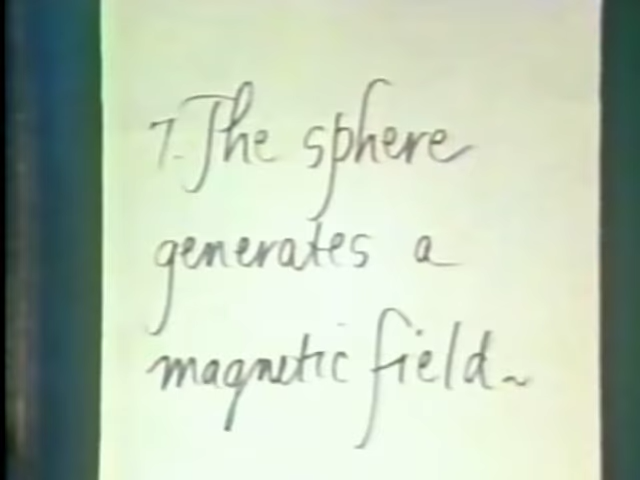 7. The sphere
generates a
magnetic field~